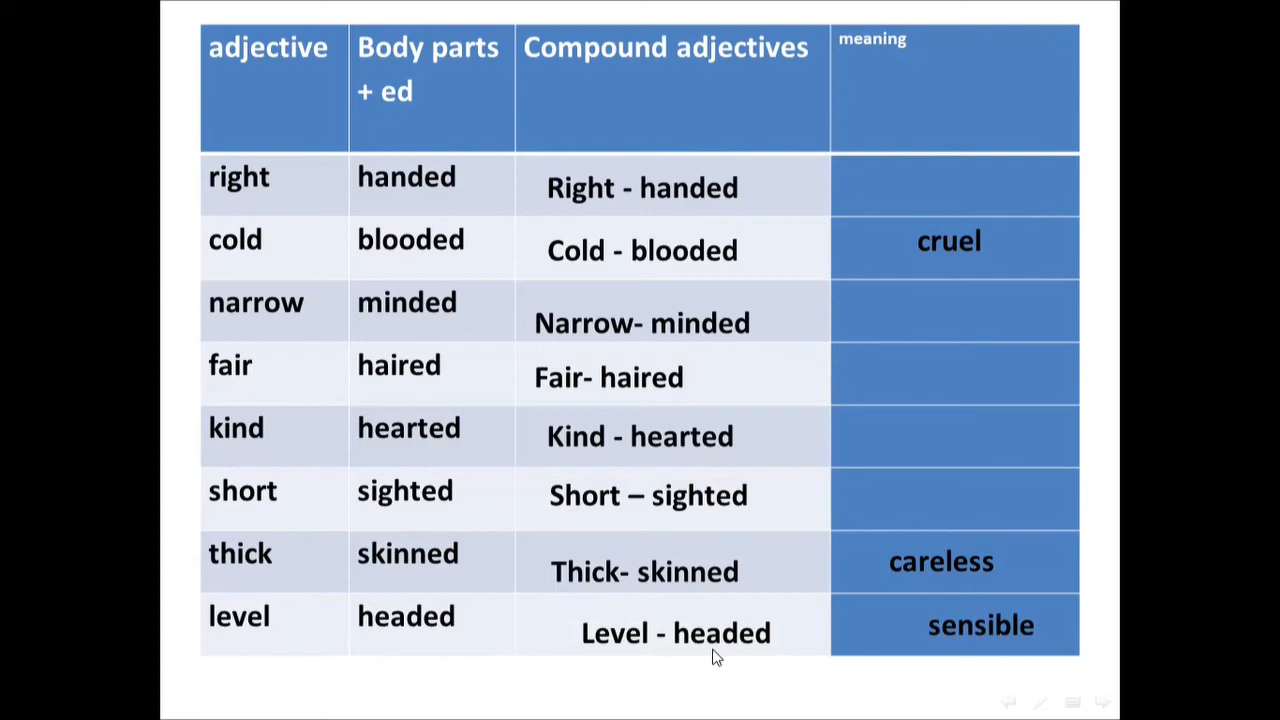 adjective Body parts + ed Compound adjectives meaning
right handed Right - handed
cold blooded Cold - blooded cruel
narrow minded Narrow- minded
fair haired Fair- haired
kind hearted Kind - hearted
short sighted Short – sighted
thick skinned Thick- skinned careless
level headed Level - headed sensible